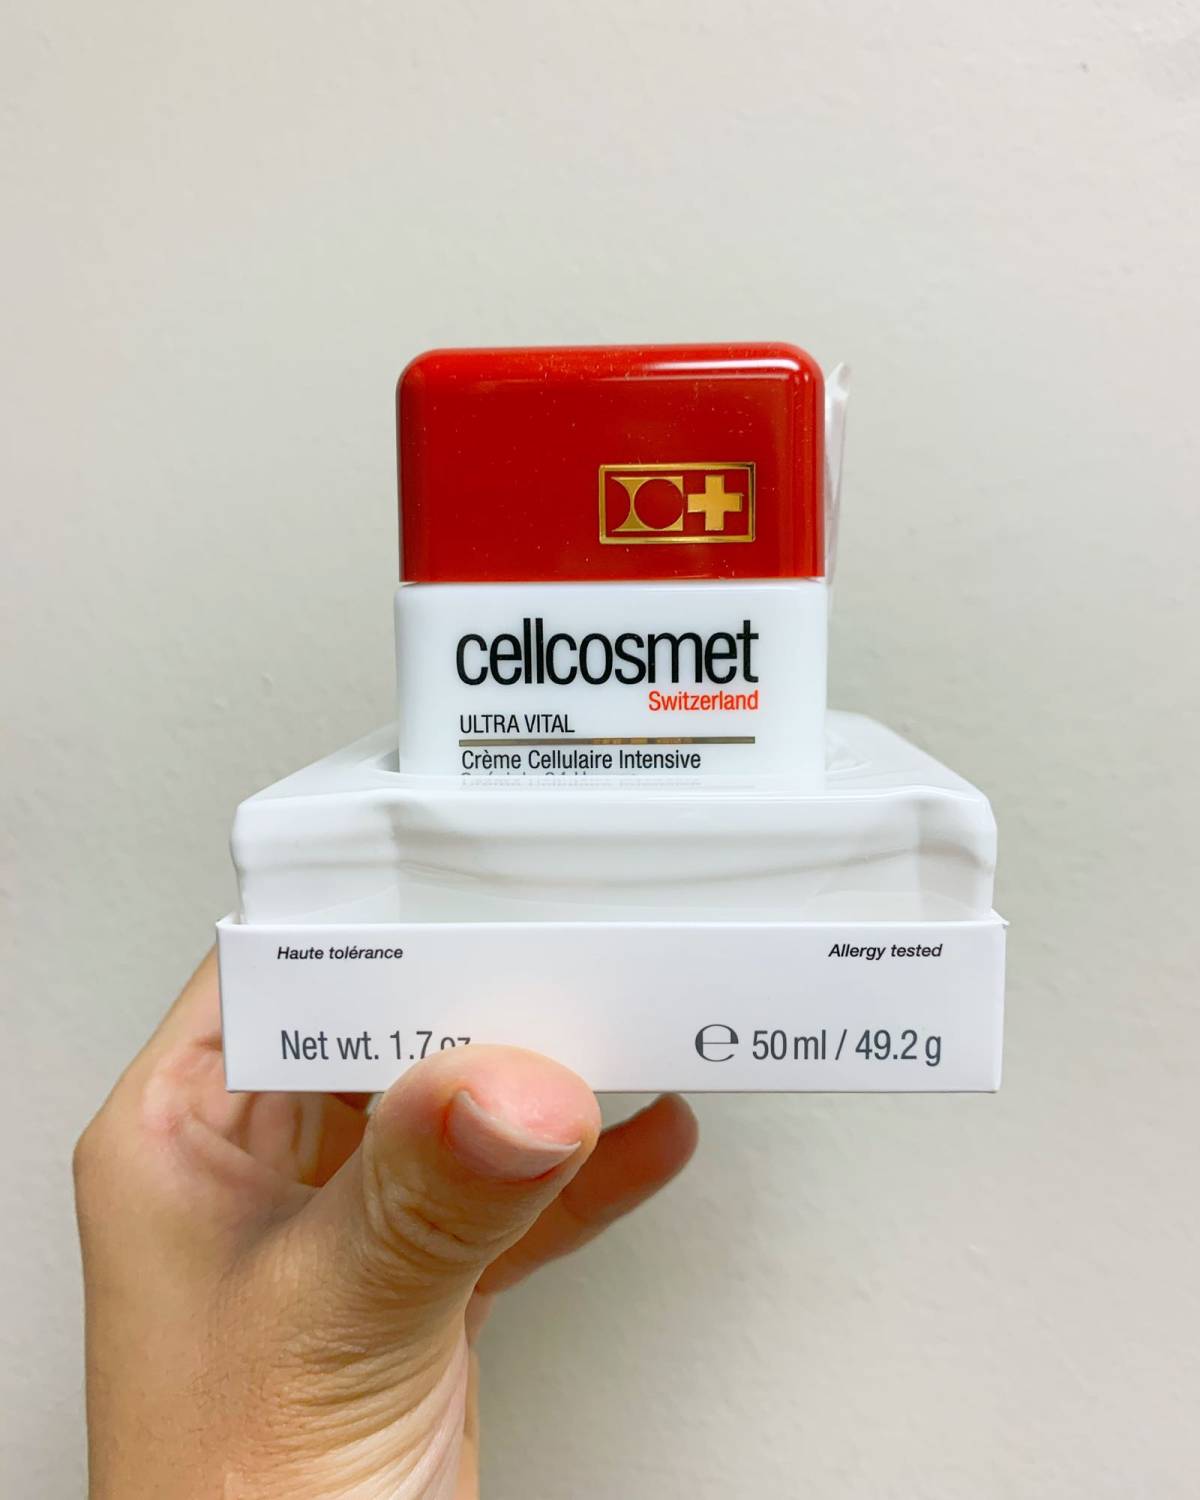 cellcosmet
Switzerland
ULTRA VITAL
Crème Cellulaire Intensive
Haute tolérance
Allergy tested
Net wt. 1.7 oz
℮ 50 ml / 49.2 g